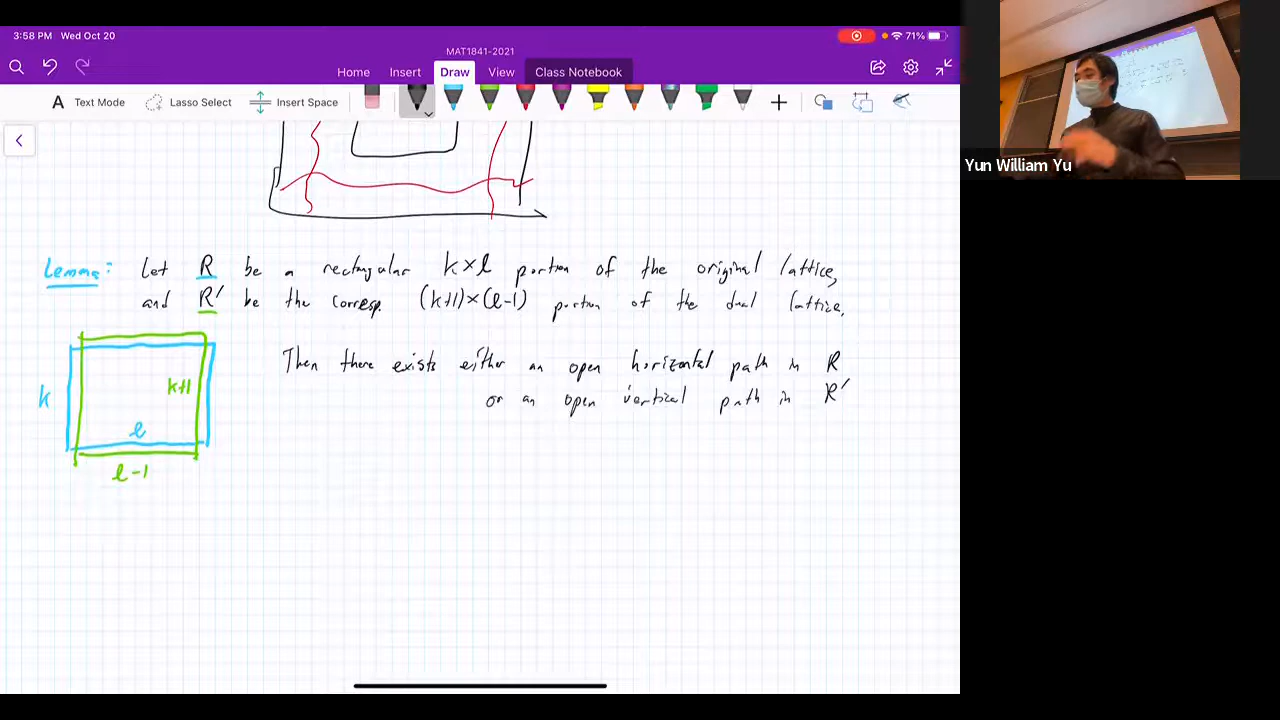 3:58 PM Wed Oct 20
71%
MAT1841-2021
Home Insert Draw View Class Notebook
Text Mode Lasso Select Insert Space
Yun William Yu
Lemma: Let R be a rectangular k×l portion of the original lattice,
and R' be the corresp. (k+1)×(l-1) portion of the dual lattice.
Then there exists either an open horizontal path in R
or an open vertical path in R'
k
k+1
l
l-1